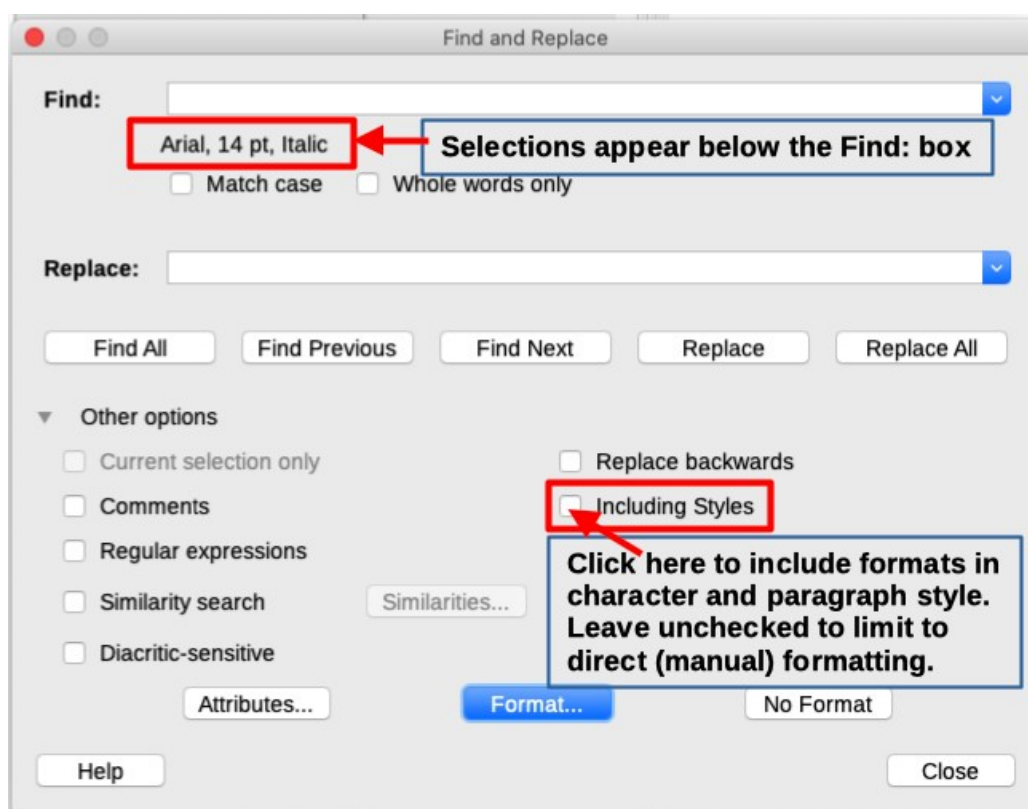 Find and Replace
Find:
Arial, 14 pt, Italic
Selections appear below the Find: box
Match case Whole words only
Replace:
Find All Find Previous Find Next Replace Replace All
Other options
Current selection only Replace backwards
Comments Including Styles
Regular expressions
Click here to include formats in
character and paragraph style.
Leave unchecked to limit to
direct (manual) formatting.
Similarity search Similarities...
Diacritic-sensitive
Attributes... Format... No Format
Help Close